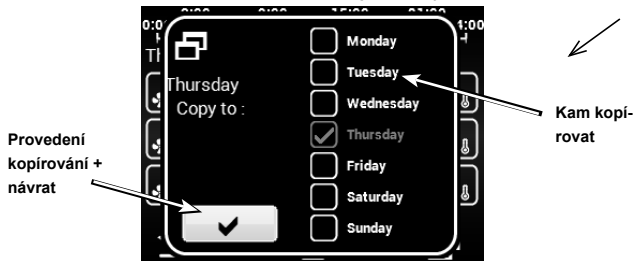 Monday
Thursday
Copy to :
Tuesday
Wednesday
Thursday
Friday
Saturday
Sunday
Kam kopí-
rovat
Provedení
kopírování +
návrat